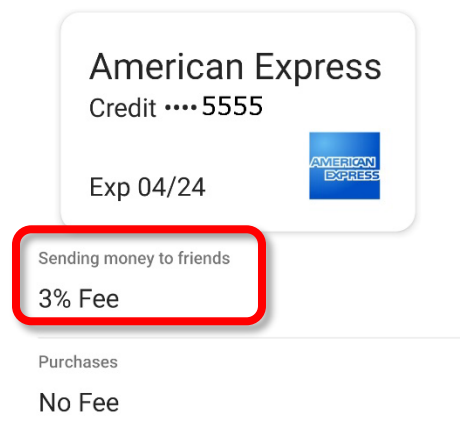 American Express
Credit •••• 5555
AMERICAN
EXPRESS
Exp 04/24
Sending money to friends
3% Fee
Purchases
No Fee